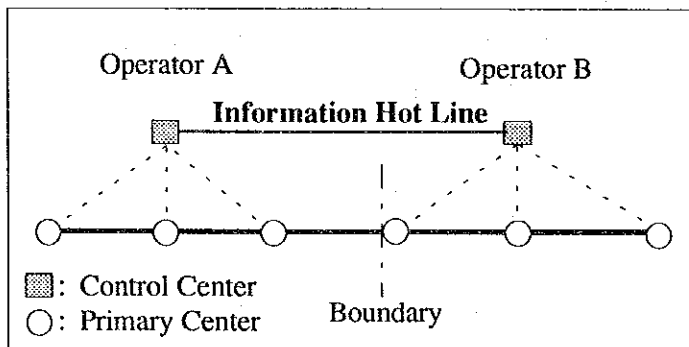 Operator A
Operator B
Information Hot Line
: Control Center
: Primary Center
Boundary